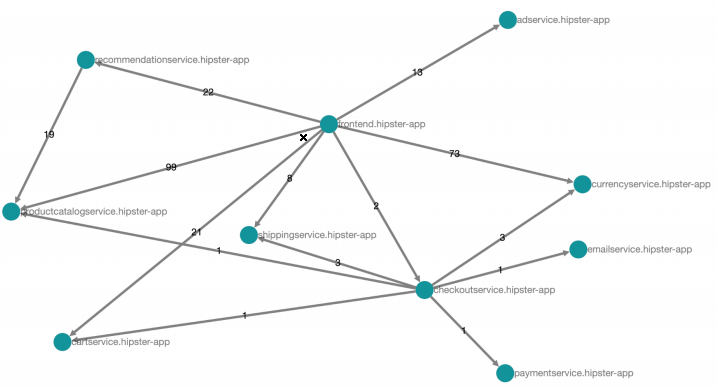 adservice.hipster-app
recommendationservice.hipster-app
13
22
frontend.hipster-app
19
73
99
8
currencyservice.hipster-app
2
productcatalogservice.hipster-app
21
shippingservice.hipster-app
3
1
emailservice.hipster-app
3
1
checkoutservice.hipster-app
1
1
cartservice.hipster-app
paymentservice.hipster-app